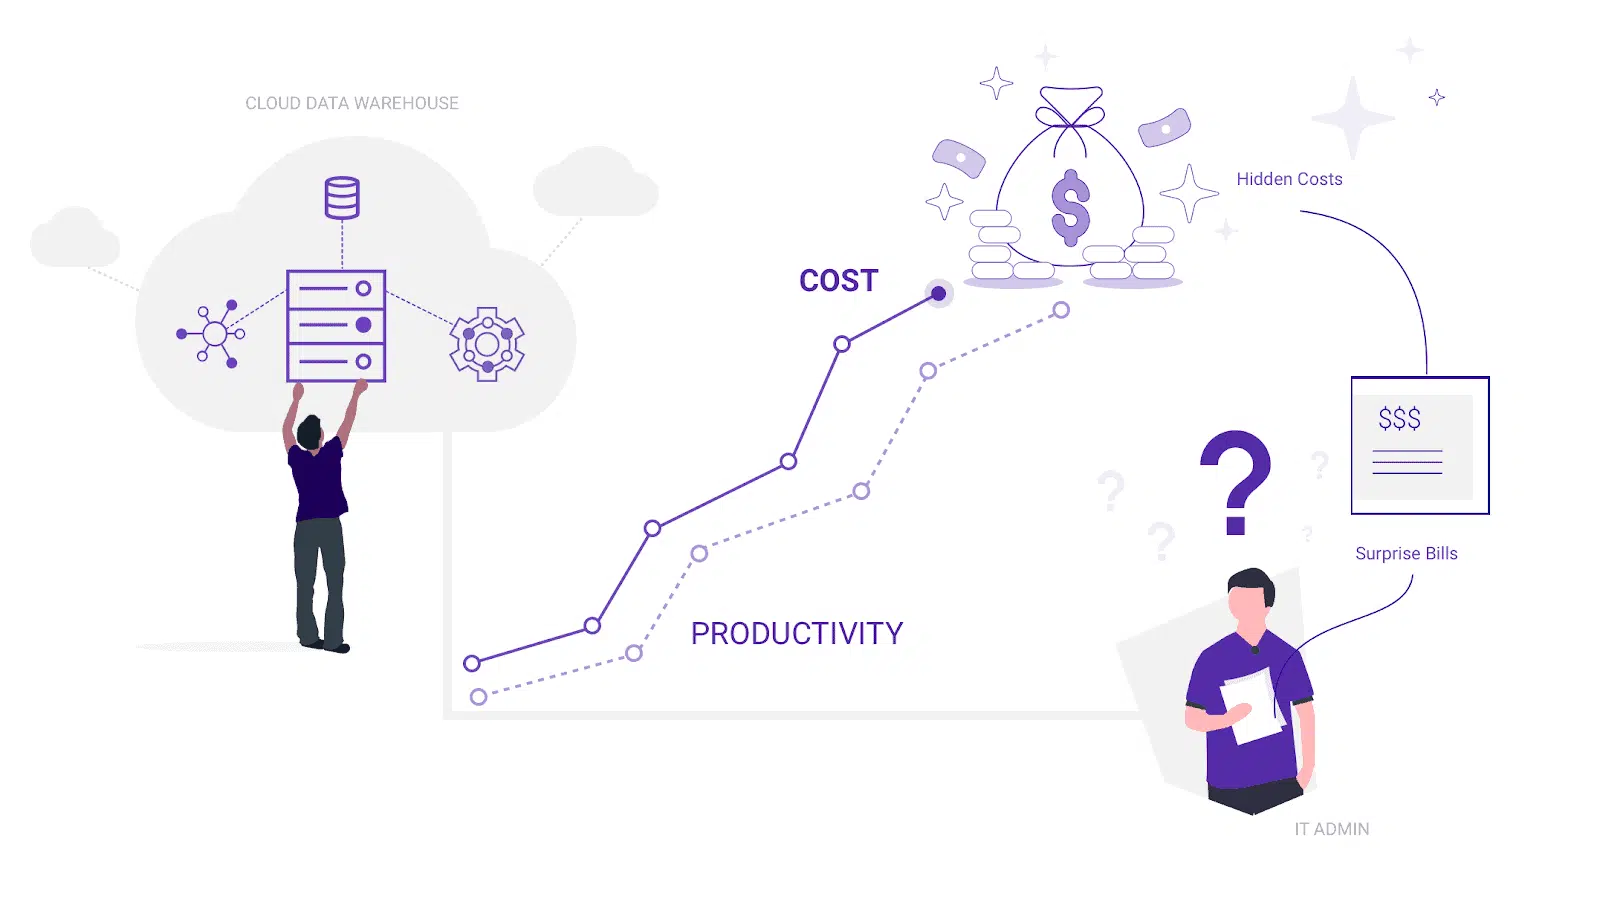 CLOUD DATA WAREHOUSE
$
Hidden Costs
COST
$$$
?
?
?
?
?
Surprise Bills
PRODUCTIVITY
IT ADMIN